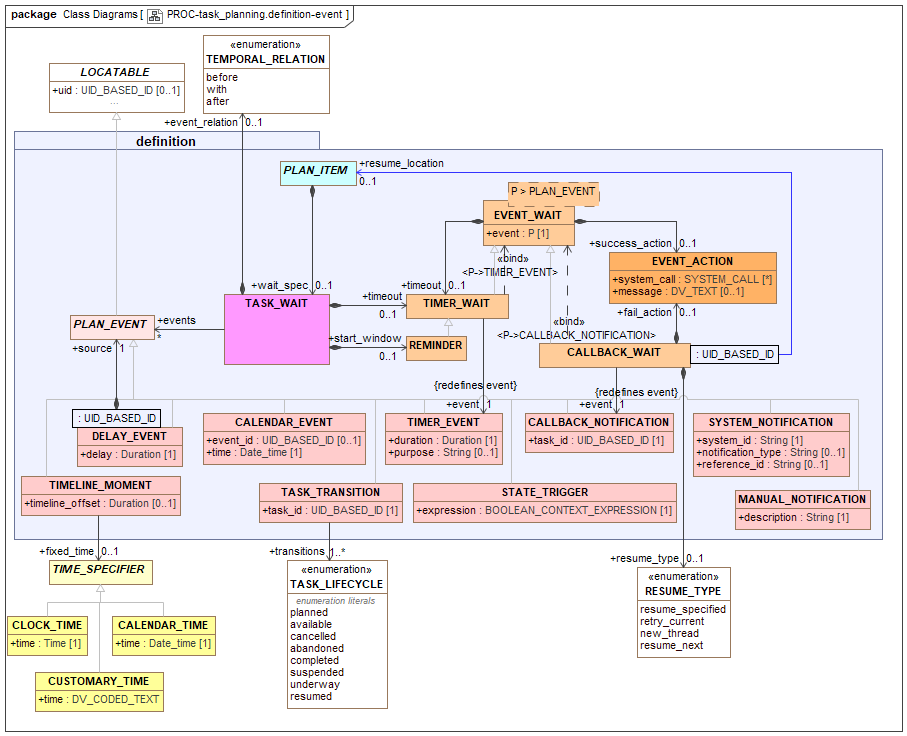 package Class Diagrams [ PROC-task_planning.definition-event ]
«enumeration»
TEMPORAL_RELATION
before
with
after
LOCATABLE
+uid : UID_BASED_ID [0..1]
...
+event_relation 0..1
definition
PLAN_ITEM
+resume_location
0..1
P > PLAN_EVENT
EVENT_WAIT
+event : P [1]
+success_action 0..1
«bind»
<P->TIMER_EVENT>
EVENT_ACTION
+system_call : SYSTEM_CALL [*]
+message : DV_TEXT [0..1]
+wait_spec 0..1
+timeout 0..1
TASK_WAIT
+timeout
0..1
TIMER_WAIT
+fail_action 0..1
PLAN_EVENT
+events
*
«bind»
<P->CALLBACK_NOTIFICATION>
+start_window
0..1
REMINDER
+source 1
CALLBACK_WAIT
: UID_BASED_ID
{redefines event}
+event 1
{redefines event}
+event 1
: UID_BASED_ID
DELAY_EVENT
+delay : Duration [1]
CALENDAR_EVENT
+event_id : UID_BASED_ID [0..1]
+time : Date_time [1]
TIMER_EVENT
+duration : Duration [1]
+purpose : String [0..1]
CALLBACK_NOTIFICATION
+task_id : UID_BASED_ID [1]
SYSTEM_NOTIFICATION
+system_id : String [1]
+notification_type : String [0..1]
+reference_id : String [0..1]
TIMELINE_MOMENT
+timeline_offset : Duration [0..1]
TASK_TRANSITION
+task_id : UID_BASED_ID [1]
STATE_TRIGGER
+expression : BOOLEAN_CONTEXT_EXPRESSION [1]
MANUAL_NOTIFICATION
+description : String [1]
+fixed_time 0..1
+transitions 1..*
+resume_type 0..1
TIME_SPECIFIER
«enumeration»
TASK_LIFECYCLE
enumeration literals
planned
available
cancelled
abandoned
completed
suspended
underway
resumed
«enumeration»
RESUME_TYPE
resume_specified
retry_current
new_thread
resume_next
CLOCK_TIME
+time : Time [1]
CALENDAR_TIME
+time : Date_time [1]
CUSTOMARY_TIME
+time : DV_CODED_TEXT